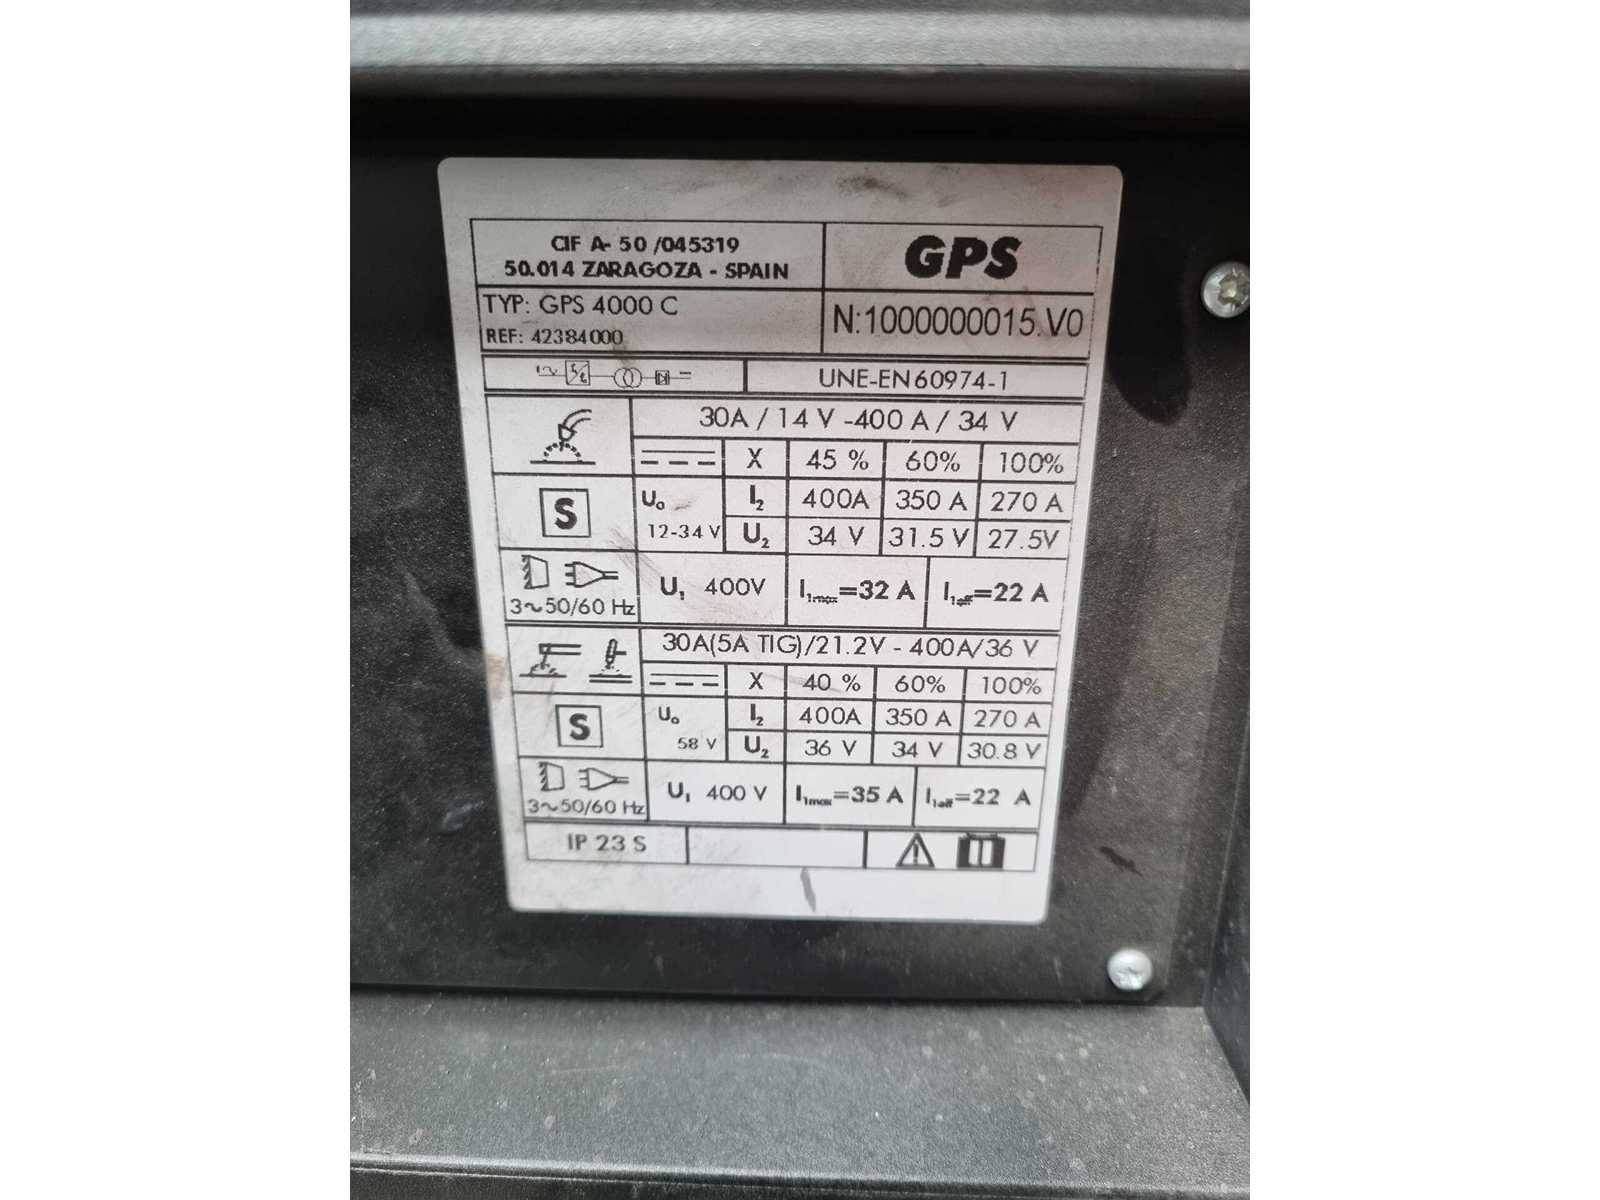 CIF A- 50 /045319
50.014 ZARAGOZA - SPAIN
GPS
TYP: GPS 4000 C
REF: 42384000
N:1000000015.V0
UNE-EN 60974-1
30A / 14 V -400 A / 34 V
X 45 % 60% 100%
S
U₀ 12-34 V
I₂ 400A 350 A 270 A
U₂ 34 V 31.5 V 27.5V
3~50/60 Hz
U₁ 400V I₁max=32 A I₁eff=22 A
30A(5A TIG)/21.2V - 400A/36 V
X 40 % 60% 100%
S
U₀ 58 V
I₂ 400A 350 A 270 A
U₂ 36 V 34 V 30.8 V
3~50/60 Hz
U₁ 400 V I₁max=35 A I₁eff=22 A
IP 23 S